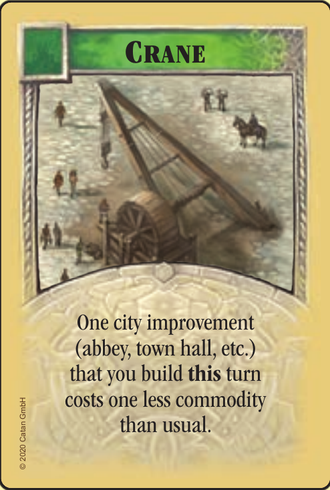 CRANE
One city improvement
(abbey, town hall, etc.)
that you build this turn
costs one less commodity
than usual.
© 2020 Catan GmbH